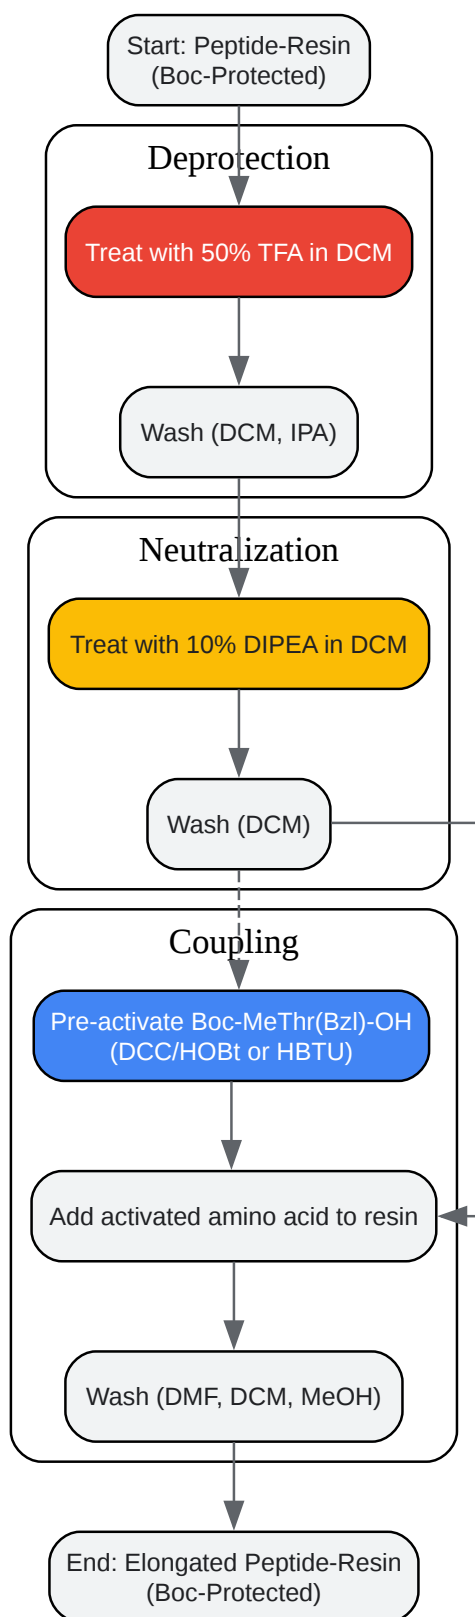 Start: Peptide-Resin
(Boc-Protected)
Deprotection
Treat with 50% TFA in DCM
Wash (DCM, IPA)
Neutralization
Treat with 10% DIPEA in DCM
Wash (DCM)
Coupling
Pre-activate Boc-MeThr(Bzl)-OH
(DCC/HOBt or HBTU)
Add activated amino acid to resin
Wash (DMF, DCM, MeOH)
End: Elongated Peptide-Resin
(Boc-Protected)